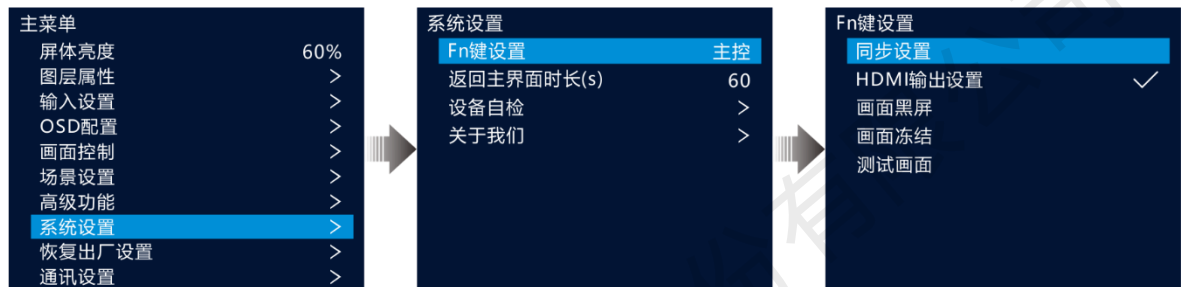 主菜单
屏体亮度 60%
图层属性 >
输入设置 >
OSD配置 >
画面控制 >
场景设置 >
高级功能 >
系统设置 >
恢复出厂设置 >
通讯设置 >
系统设置
Fn键设置 主控
返回主界面时长(s) 60
设备自检 >
关于我们 >
Fn键设置
同步设置
HDMI输出设置 ✓
画面黑屏
画面冻结
测试画面